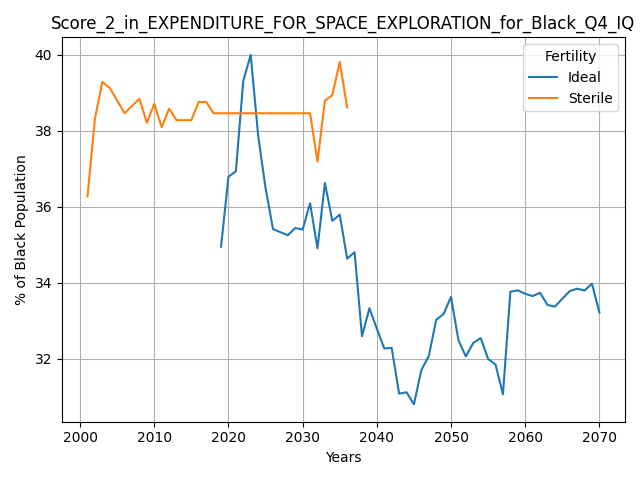 Score_2_in_EXPENDITURE_FOR_SPACE_EXPLORATION_for_Black_Q4_IQ
Fertility
Ideal
Sterile
% of Black Population
40
38
36
34
32
2000 2010 2020 2030 2040 2050 2060 2070
Years